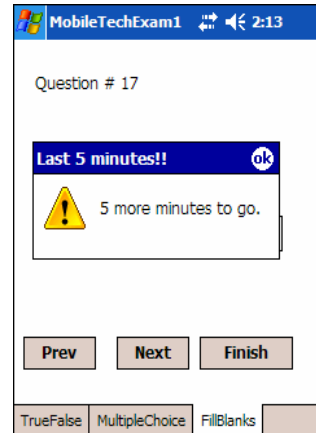 MobileTechExam1 2:13
Question # 17
Last 5 minutes!! ok
5 more minutes to go.
Prev Next Finish
TrueFalse MultipleChoice FillBlanks